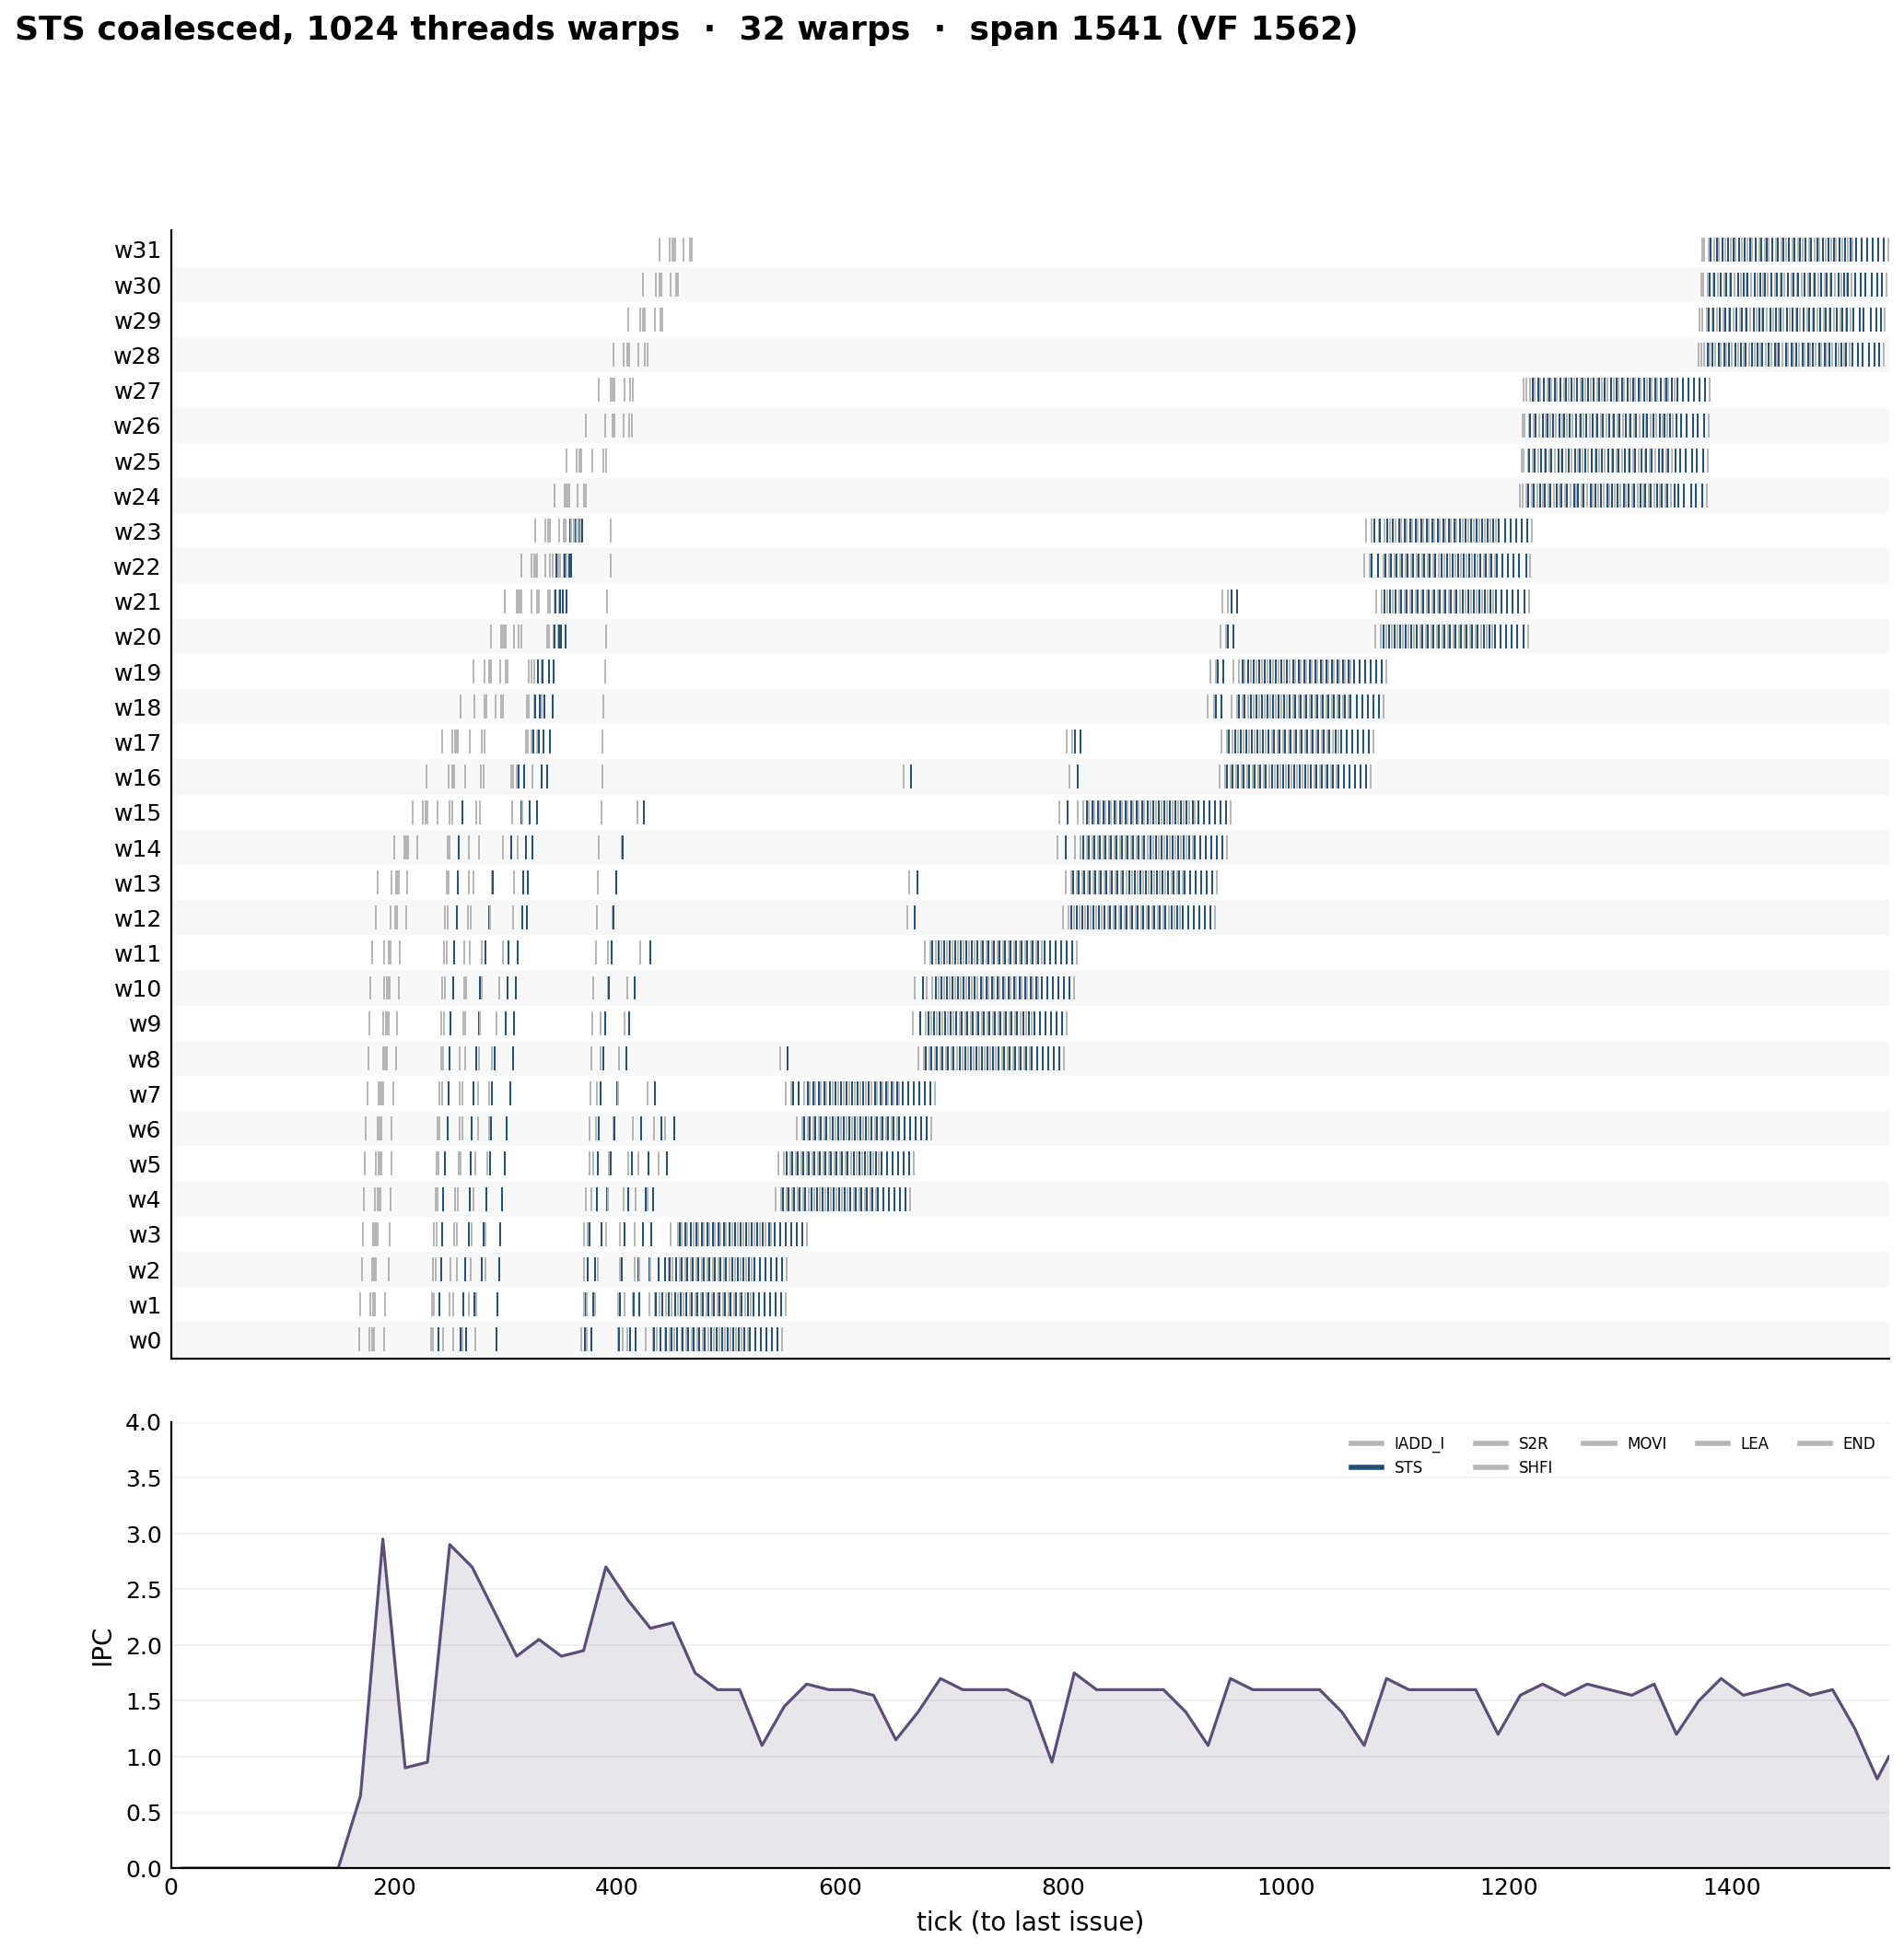 STS coalesced, 1024 threads warps · 32 warps · span 1541 (VF 1562)
w31
w30
w29
w28
w27
w26
w25
w24
w23
w22
w21
w20
w19
w18
w17
w16
w15
w14
w13
w12
w11
w10
w9
w8
w7
w6
w5
w4
w3
w2
w1
w0
4.0
3.5
3.0
2.5
2.0
1.5
1.0
0.5
0.0
IPC
IADD_I S2R MOVI LEA END
STS SHFI
0 200 400 600 800 1000 1200 1400
tick (to last issue)